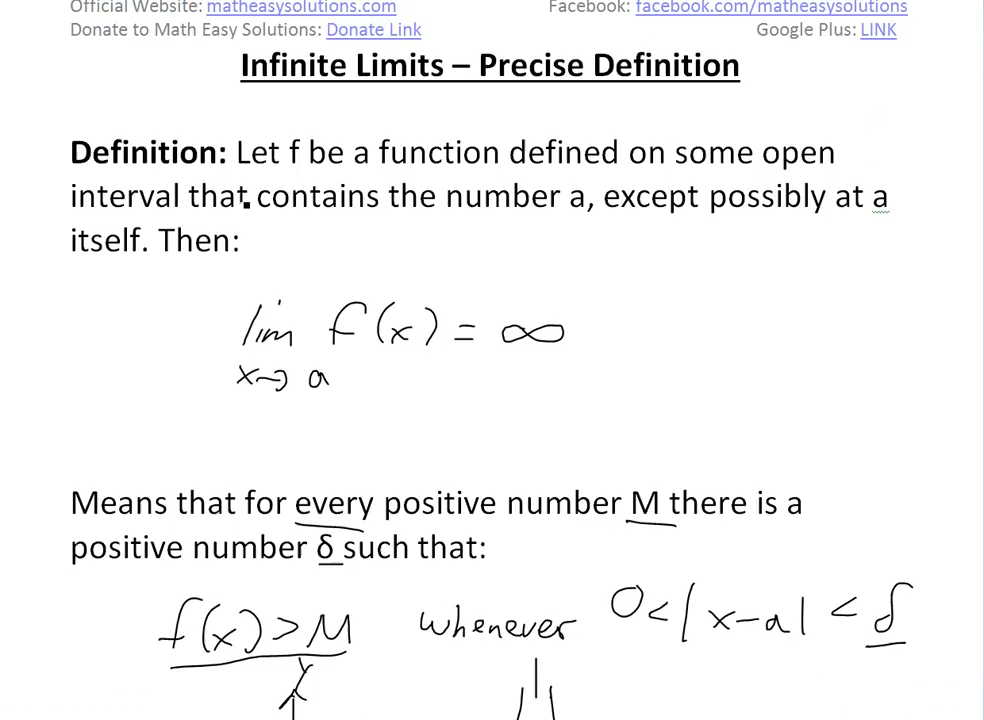 Official Website: matheasysolutions.com Facebook: facebook.com/matheasysolutions
Donate to Math Easy Solutions: Donate Link Google Plus: LINK
Infinite Limits – Precise Definition
Definition: Let f be a function defined on some open
interval that contains the number a, except possibly at a
itself. Then:
lim f(x) = ∞
x→ a
Means that for every positive number M there is a
positive number δ such that:
f(x) > M whenever 0 < |x-a| < δ